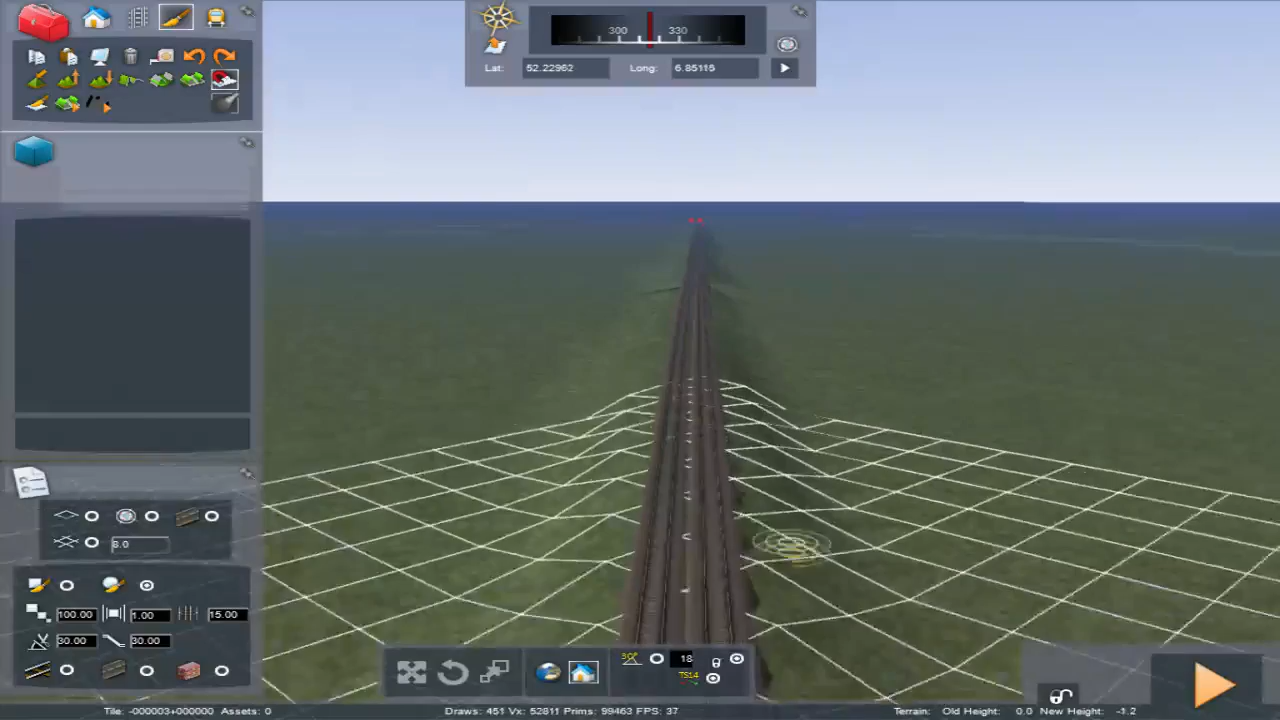 300 330
Lat: 52.22962 Long: 6.85115
8.0
100.00 1.00 15.00
30.00 30.00
30° 18
TS14
Tile: -000003+000000 Assets: 0 Draws: 451 Vx: 52811 Prims: 99463 FPS: 37 Terrain: Old Height: 0.0 New Height: -1.2